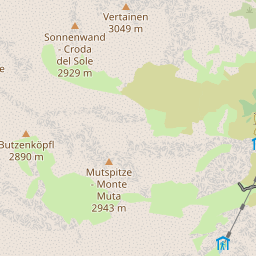 Vertainen
3049 m
Sonnenwand
- Croda
del Sole
2929 m
Butzenköpfl
2890 m
Mutspitze
- Monte
Muta
2943 m